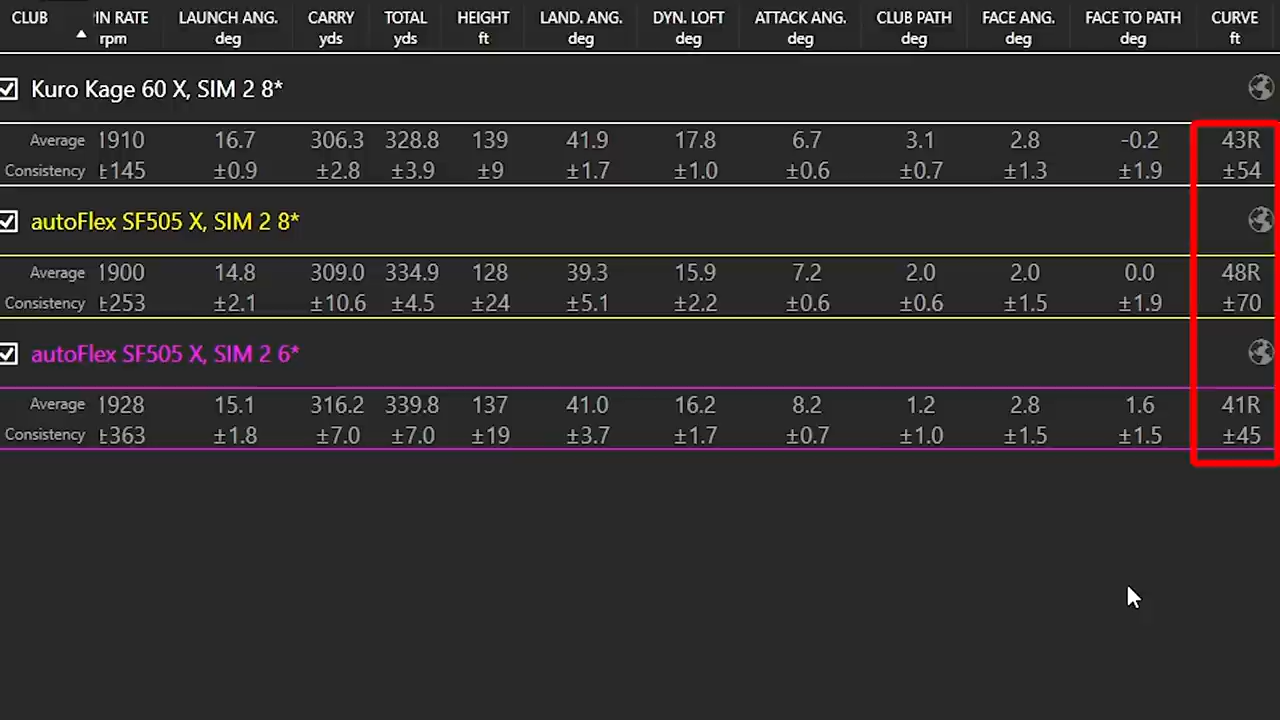 CLUB IN RATE LAUNCH ANG. CARRY TOTAL HEIGHT LAND. ANG. DYN. LOFT ATTACK ANG. CLUB PATH FACE ANG. FACE TO PATH CURVE
rpm deg yds yds ft deg deg deg deg deg deg ft
Kuro Kage 60 X, SIM 2 8*
Average 1910 16.7 306.3 328.8 139 41.9 17.8 6.7 3.1 2.8 -0.2 43R
Consistency ±145 ±0.9 ±2.8 ±3.9 ±9 ±1.7 ±1.0 ±0.6 ±0.7 ±1.3 ±1.9 ±54
autoFlex SF505 X, SIM 2 8*
Average 1900 14.8 309.0 334.9 128 39.3 15.9 7.2 2.0 2.0 0.0 48R
Consistency ±253 ±2.1 ±10.6 ±4.5 ±24 ±5.1 ±2.2 ±0.6 ±0.6 ±1.5 ±1.9 ±70
autoFlex SF505 X, SIM 2 6*
Average 1928 15.1 316.2 339.8 137 41.0 16.2 8.2 1.2 2.8 1.6 41R
Consistency ±363 ±1.8 ±7.0 ±7.0 ±19 ±3.7 ±1.7 ±0.7 ±1.0 ±1.5 ±1.5 ±45